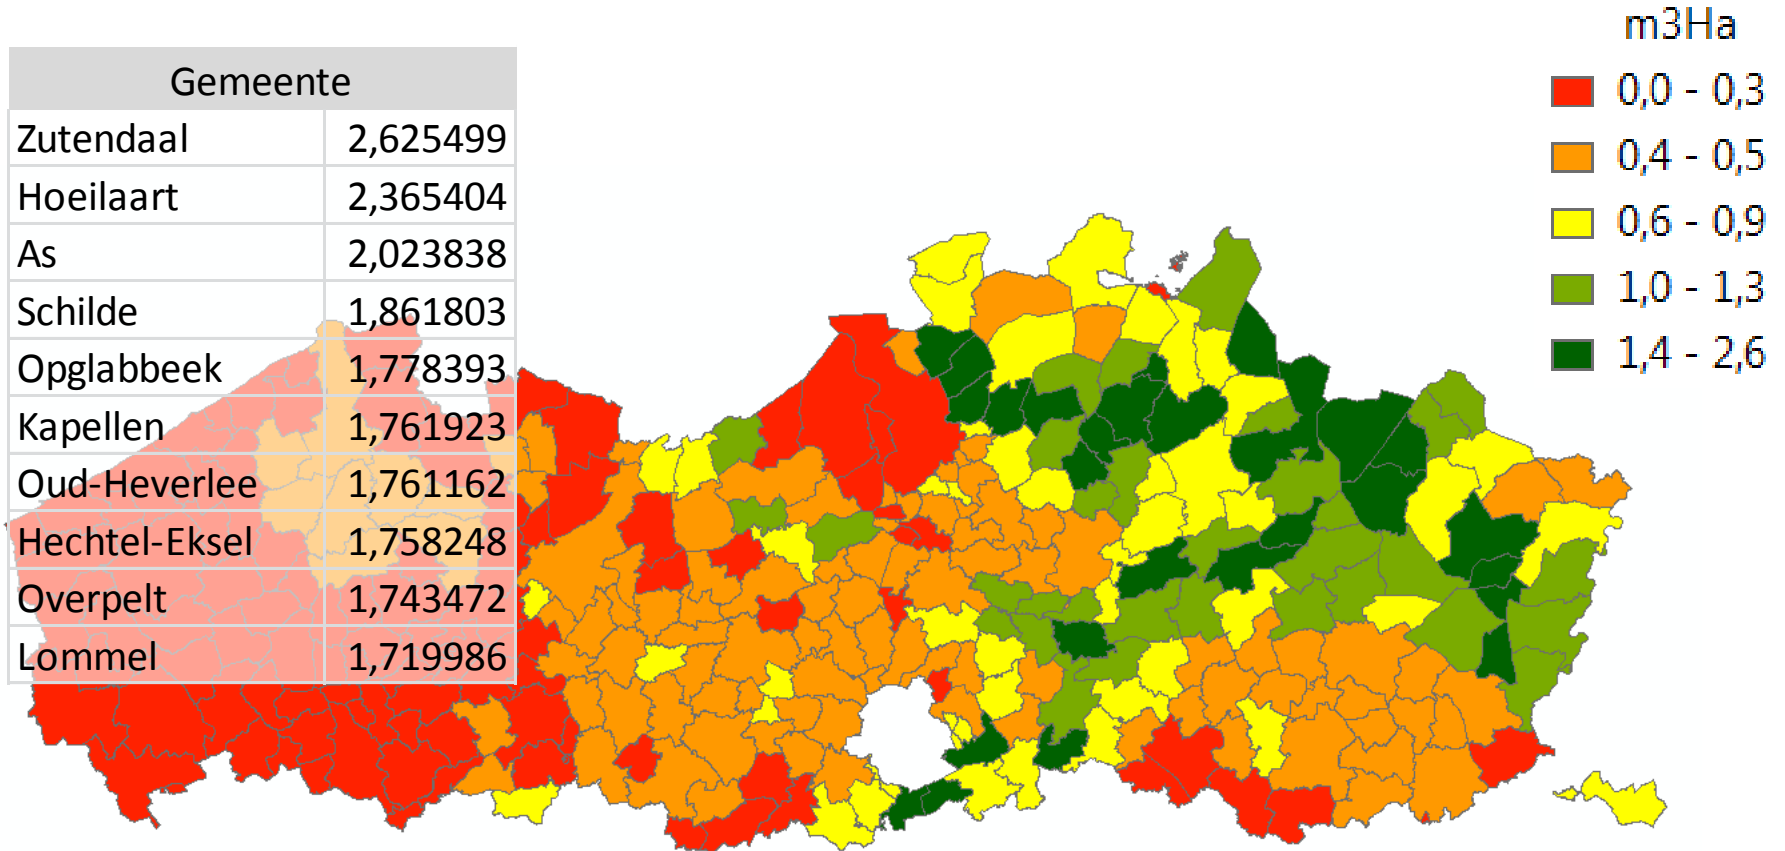 Gemeente
Zutendaal 2,625499
Hoeilaart 2,365404
As 2,023838
Schilde 1,861803
Opglabbeek 1,778393
Kapellen 1,761923
Oud-Heverlee 1,761162
Hechtel-Eksel 1,758248
Overpelt 1,743472
Lommel 1,719986
m3Ha
0,0 - 0,3
0,4 - 0,5
0,6 - 0,9
1,0 - 1,3
1,4 - 2,6